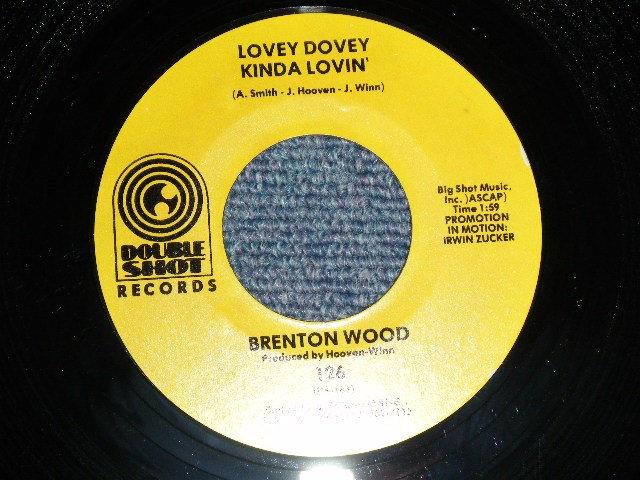 LOVEY DOVEY
KINDA LOVIN'
(A. Smith - J. Hooven - J. Winn)
DOUBLE
SHOT
RECORDS
Big Shot Music,
Inc. )ASCAP)
Time 1:59
PROMOTION
IN MOTION:
IRWIN ZUCKER
BRENTON WOOD
Produced by Hooven-Winn
126